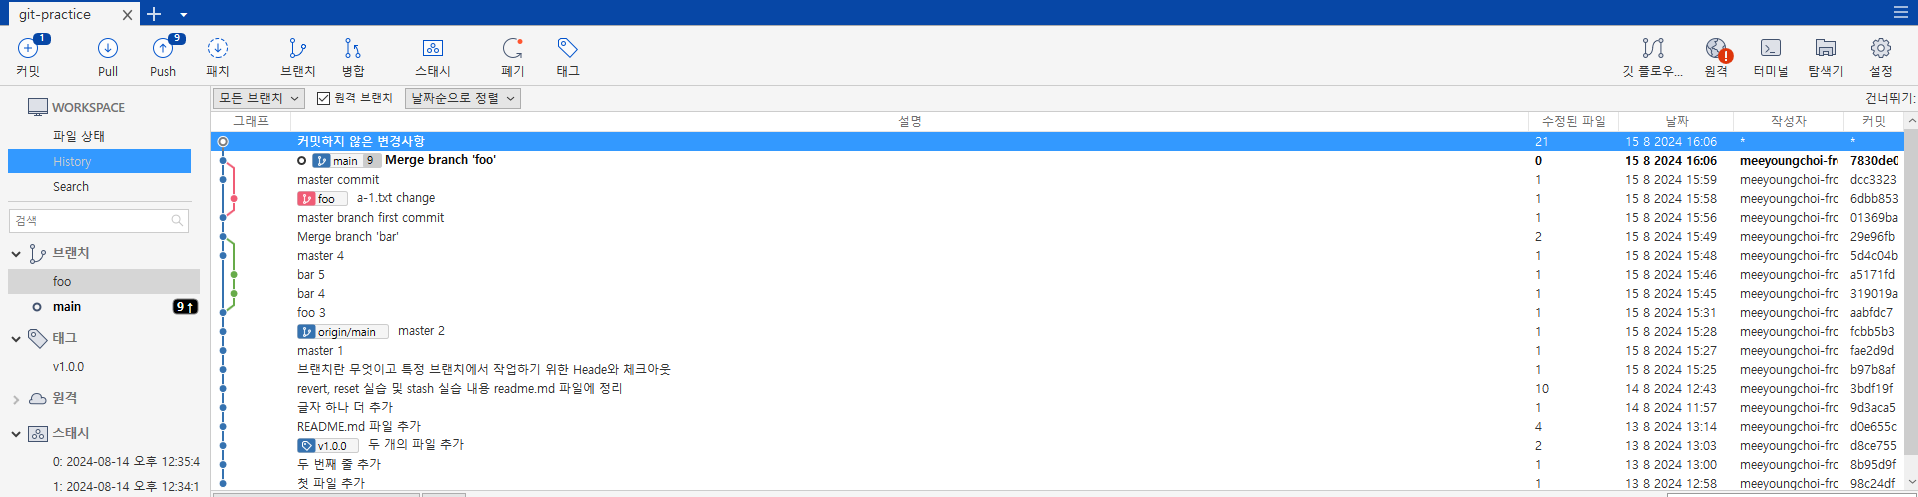 git-practice
1
9
커밋 Pull Push 패치 브랜치 병합 스태시 폐기 태그 깃 플로우... 원격 터미널 탐색기 설정
모든 브랜치 원격 브랜치 날짜순으로 정렬 건너뛰기:
WORKSPACE
파일 상태
History
Search
검색
브랜치
foo
main 9↑
태그
v1.0.0
원격
스태시
0: 2024-08-14 오후 12:35:4
1: 2024-08-14 오후 12:34:1
그래프 설명 수정된 파일 날짜 작성자 커밋
커밋하지 않은 변경사항 21 15 8 2024 16:06 * *
main 9 Merge branch 'foo' 0 15 8 2024 16:06 meeyoungchoi-frc 7830de0
master commit 1 15 8 2024 15:59 meeyoungchoi-frc dcc3323
foo a-1.txt change 1 15 8 2024 15:58 meeyoungchoi-frc 6dbb853
master branch first commit 1 15 8 2024 15:56 meeyoungchoi-frc 01369ba
Merge branch 'bar' 2 15 8 2024 15:49 meeyoungchoi-frc 29e96fb
master 4 1 15 8 2024 15:48 meeyoungchoi-frc 5d4c04b
bar 5 1 15 8 2024 15:46 meeyoungchoi-frc a5171fd
bar 4 1 15 8 2024 15:45 meeyoungchoi-frc 319019a
foo 3 1 15 8 2024 15:31 meeyoungchoi-frc aabfdc7
origin/main master 2 1 15 8 2024 15:28 meeyoungchoi-frc fcbb5b3
master 1 1 15 8 2024 15:27 meeyoungchoi-frc fae2d9d
브랜치란 무엇이고 특정 브랜치에서 작업하기 위한 Heade와 체크아웃 1 15 8 2024 15:25 meeyoungchoi-frc b97b8af
revert, reset 실습 및 stash 실습 내용 readme.md 파일에 정리 10 14 8 2024 12:43 meeyoungchoi-frc 3bdf19f
글자 하나 더 추가 1 14 8 2024 11:57 meeyoungchoi-frc 9d3aca5
README.md 파일 추가 4 13 8 2024 13:14 meeyoungchoi-frc d0e655c
v1.0.0 두 개의 파일 추가 2 13 8 2024 13:03 meeyoungchoi-frc d8ce755
두 번째 줄 추가 1 13 8 2024 13:00 meeyoungchoi-frc 8b95d9f
첫 파일 추가 1 13 8 2024 12:58 meeyoungchoi-frc 98c24df